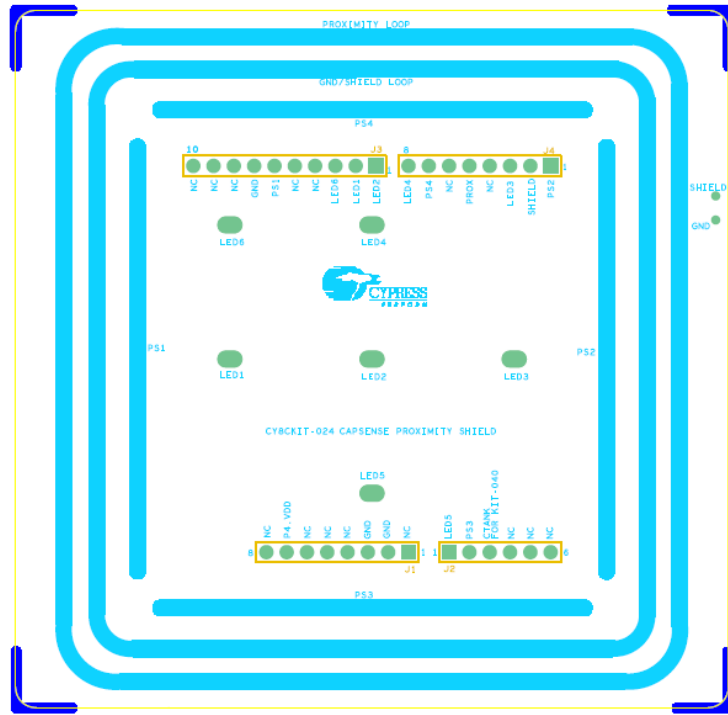 PROXIMITY LOOP
GND/SHIELD LOOP
PS4
10
J3
1
8
J4
1
NC
NC
NC
GND
PS1
NC
NC
LED6
LED1
LED2
LED4
PS4
NC
PROX
NC
LED3
SHIELD
PS2
SHIELD
GND
LED6
LED4
CYPRESS
PERFORM
PS1
PS2
LED1
LED2
LED3
CY8CKIT-024 CAPSENSE PROXIMITY SHIELD
LED5
NC
P4.VDD
NC
NC
NC
GND
GND
NC
LED5
PS3
CTANK
FOR KIT-040
NC
NC
NC
8
1
J1
1
6
J2
PS3